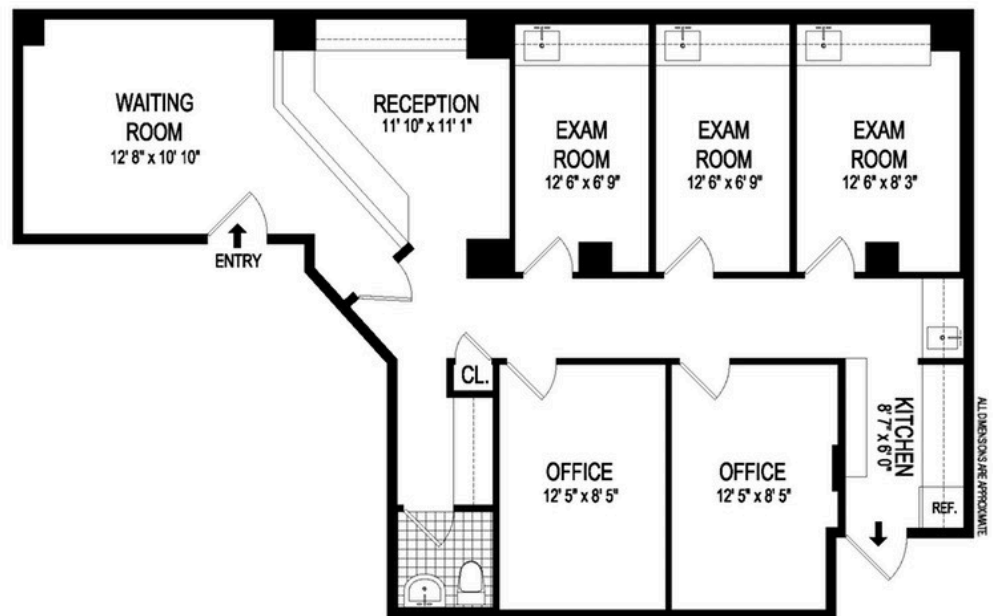 WAITING
ROOM
12' 8" x 10' 10"
RECEPTION
11' 10" x 11' 1"
EXAM
ROOM
12' 6" x 6' 9"
EXAM
ROOM
12' 6" x 6' 9"
EXAM
ROOM
12' 6" x 8' 3"
ENTRY
CL.
OFFICE
12' 5" x 8' 5"
OFFICE
12' 5" x 8' 5"
KITCHEN
8' 7" x 6' 0"
REF.
ALL DIMENSIONS ARE APPROXIMATE